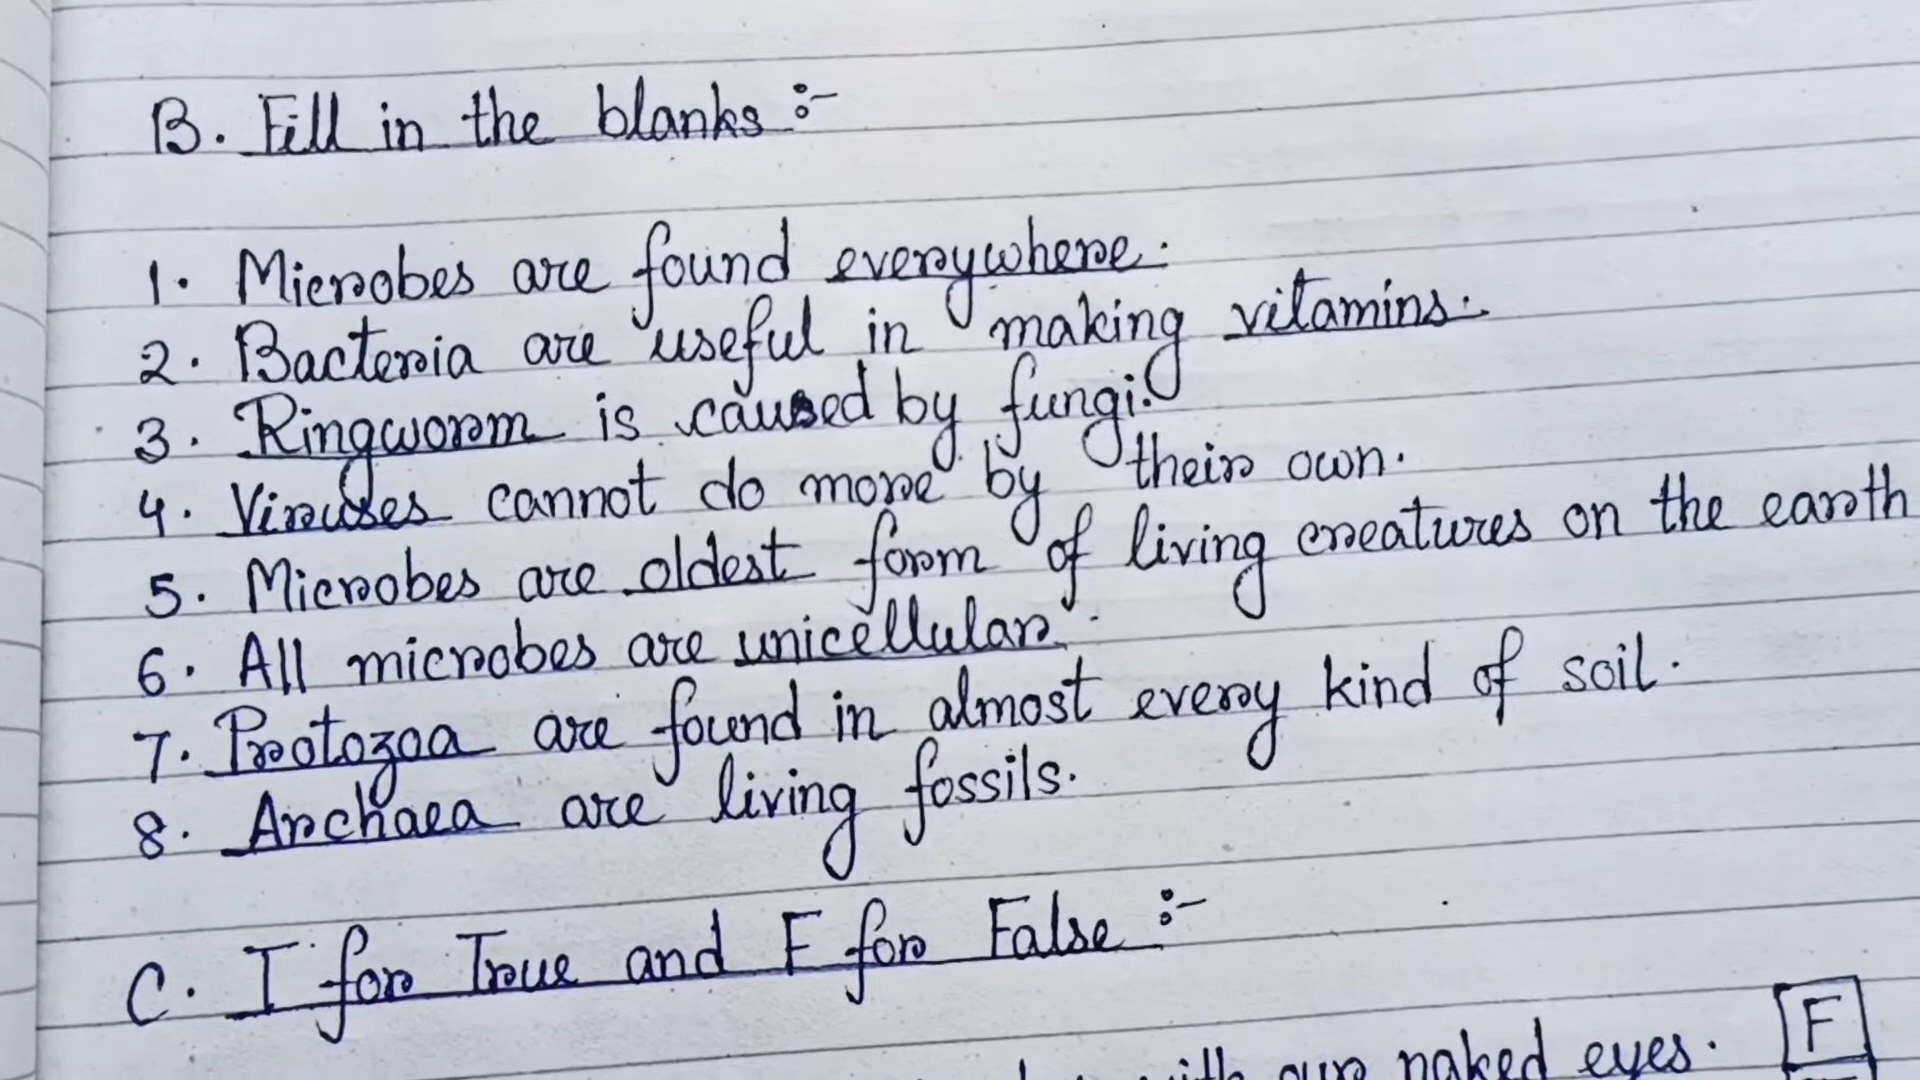 B. Fill in the blanks :-
1. Microbes are found everywhere.
2. Bacteria are useful in making vitamins.
3. Ringworm is caused by fungi.
4. Viruses cannot do more by their own.
5. Microbes are oldest form of living creatures on the earth
6. All microbes are unicellular.
7. Protozoa are found in almost every kind of soil.
8. Archaea are living fossils.
C. T for True and F for False :-
with our naked eyes. F